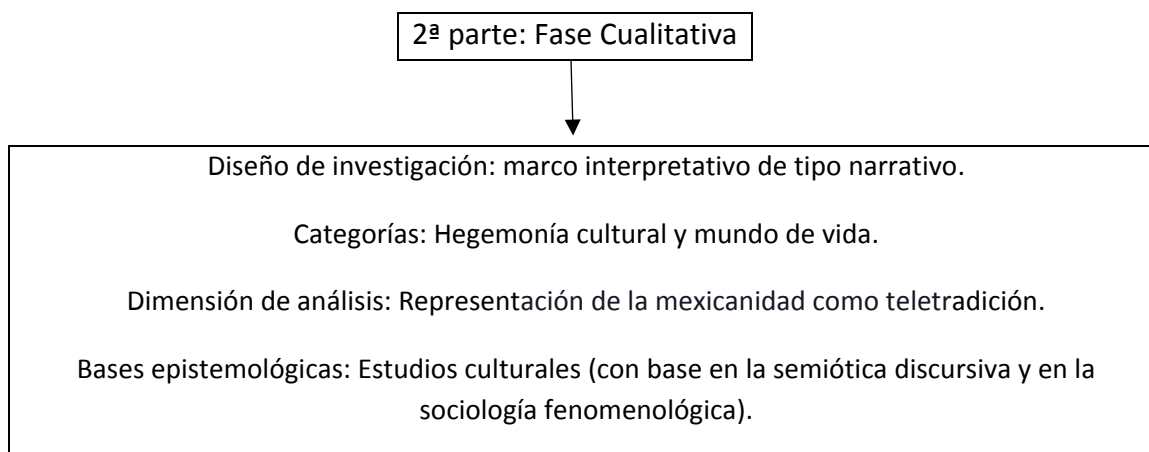 2ª parte: Fase Cualitativa
Diseño de investigación: marco interpretativo de tipo narrativo.
Categorías: Hegemonía cultural y mundo de vida.
Dimensión de análisis: Representación de la mexicanidad como teletradición.
Bases epistemológicas: Estudios culturales (con base en la semiótica discursiva y en la
sociología fenomenológica).